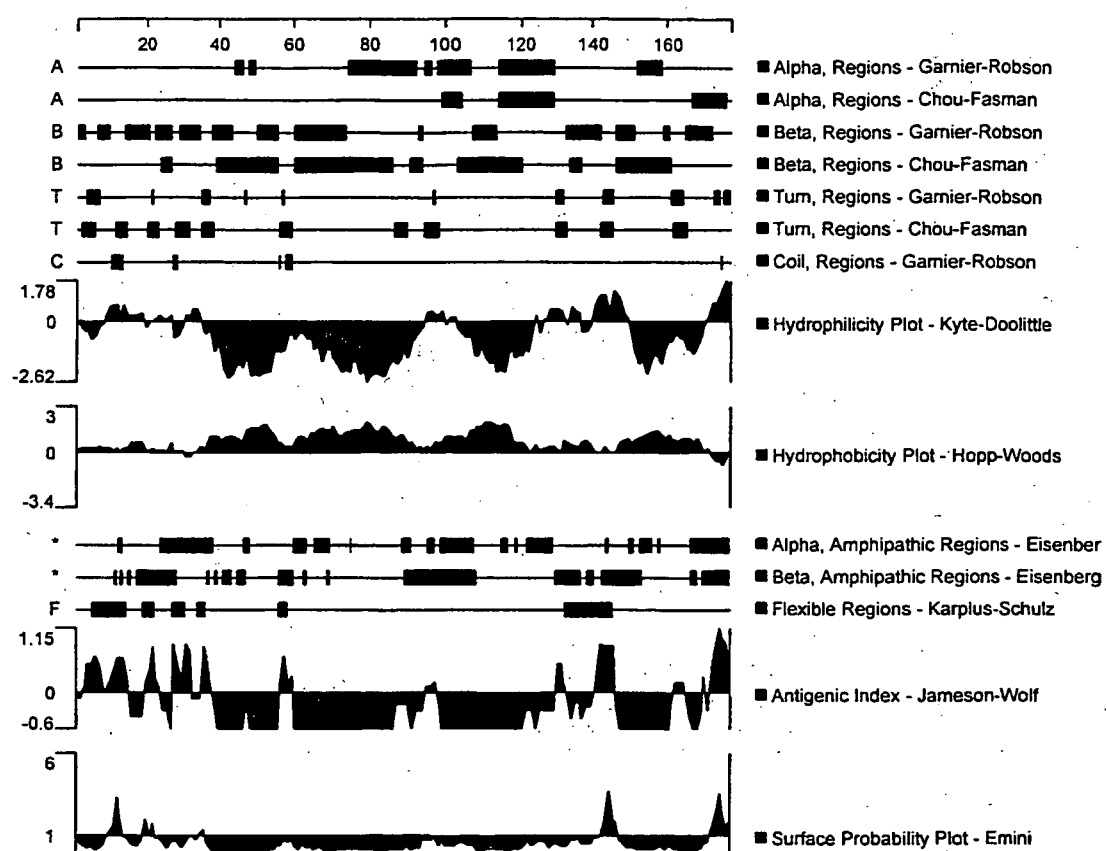 20 40 60 80 100 120 140 160
A Alpha, Regions - Garnier-Robson
A Alpha, Regions - Chou-Fasman
B Beta, Regions - Garnier-Robson
B Beta, Regions - Chou-Fasman
T Turn, Regions - Garnier-Robson
T Turn, Regions - Chou-Fasman
C Coil, Regions - Garnier-Robson
1.78
0 Hydrophilicity Plot - Kyte-Doolittle
-2.62
3
0 Hydrophobicity Plot - Hopp-Woods
-3.4
* Alpha, Amphipathic Regions - Eisenber
* Beta, Amphipathic Regions - Eisenberg
F Flexible Regions - Karplus-Schulz
1.15
0 Antigenic Index - Jameson-Wolf
-0.6
6
1 Surface Probability Plot - Emini